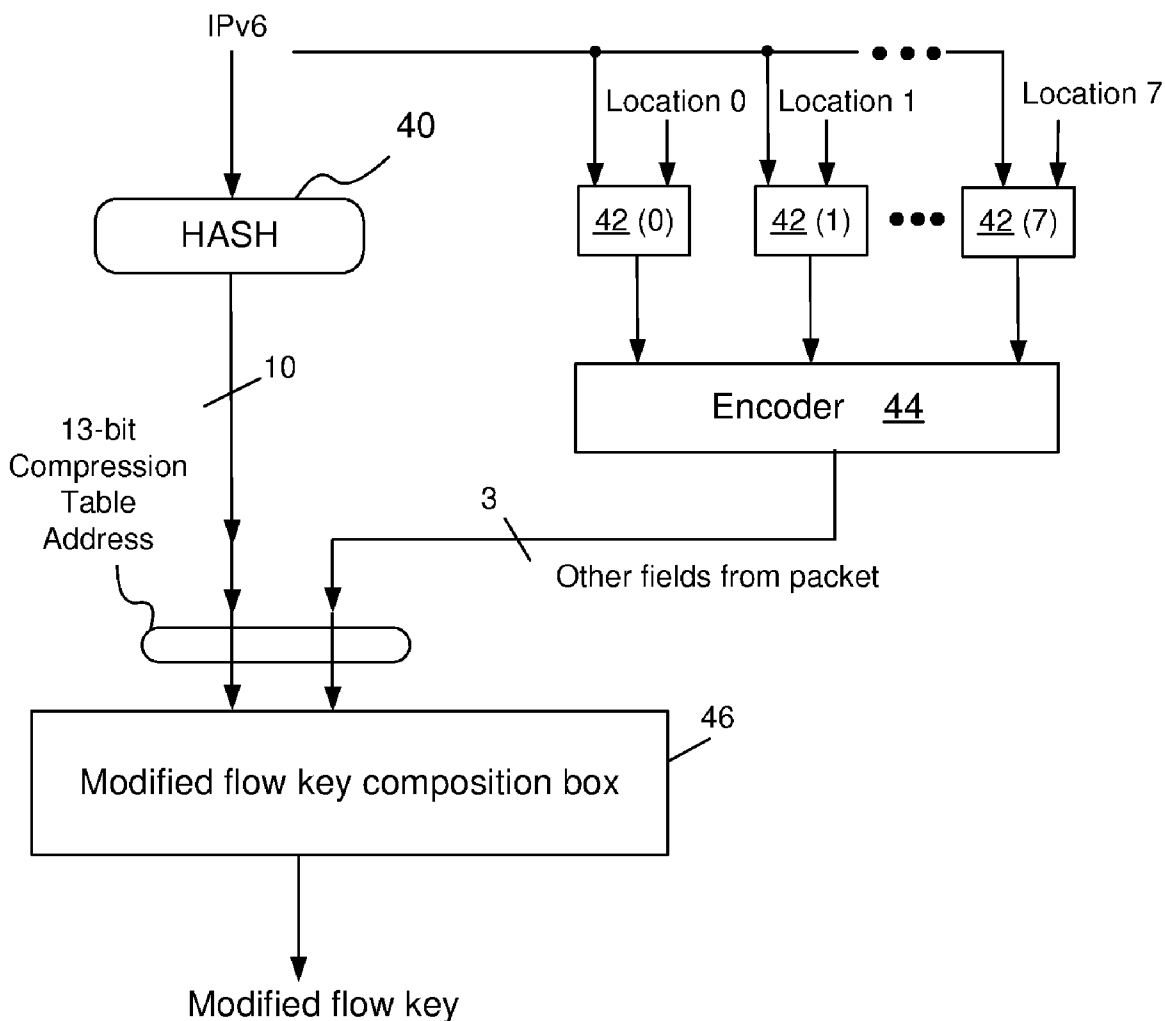 IPv6
Location 0
Location 1
Location 7
40
HASH
42 (0)
42 (1)
42 (7)
10
Encoder 44
13-bit
Compression
Table
Address
3
Other fields from packet
46
Modified flow key composition box
Modified flow key